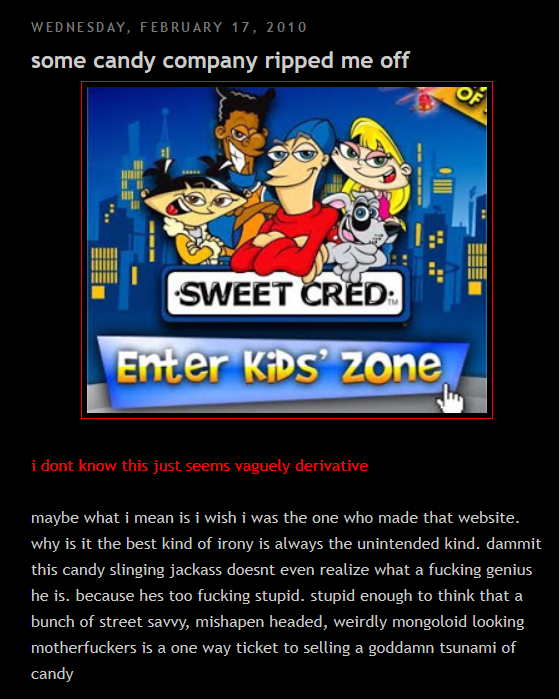 WEDNESDAY, FEBRUARY 17, 2010
some candy company ripped me off
OF
·SWEET CRED·
TM
Enter KiDS' zone
i dont know this just seems vaguely derivative
maybe what i mean is i wish i was the one who made that website.
why is it the best kind of irony is always the unintended kind. dammit
this candy slinging jackass doesnt even realize what a fucking genius
he is. because hes too fucking stupid. stupid enough to think that a
bunch of street savvy, mishapen headed, weirdly mongoloid looking
motherfuckers is a one way ticket to selling a goddamn tsunami of
candy